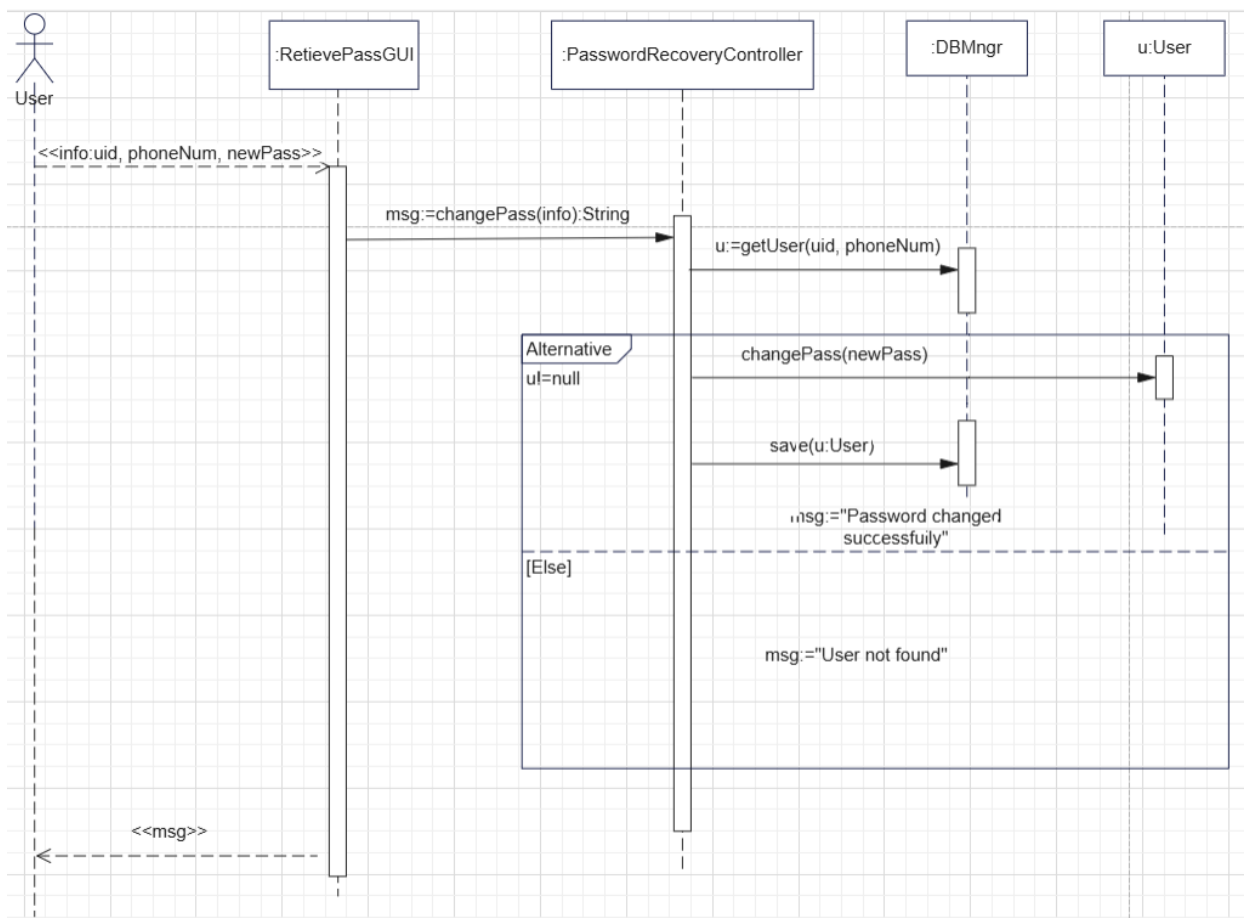 :RetievePassGUI
:PasswordRecoveryController
:DBMngr
u:User
User
<<info:uid, phoneNum, newPass>>
msg:=changePass(info):String
u:=getUser(uid, phoneNum)
Alternative
changePass(newPass)
u!=null
save(u:User)
msg:="Password changed
successfuily"
[Else]
msg:="User not found"
<<msg>>